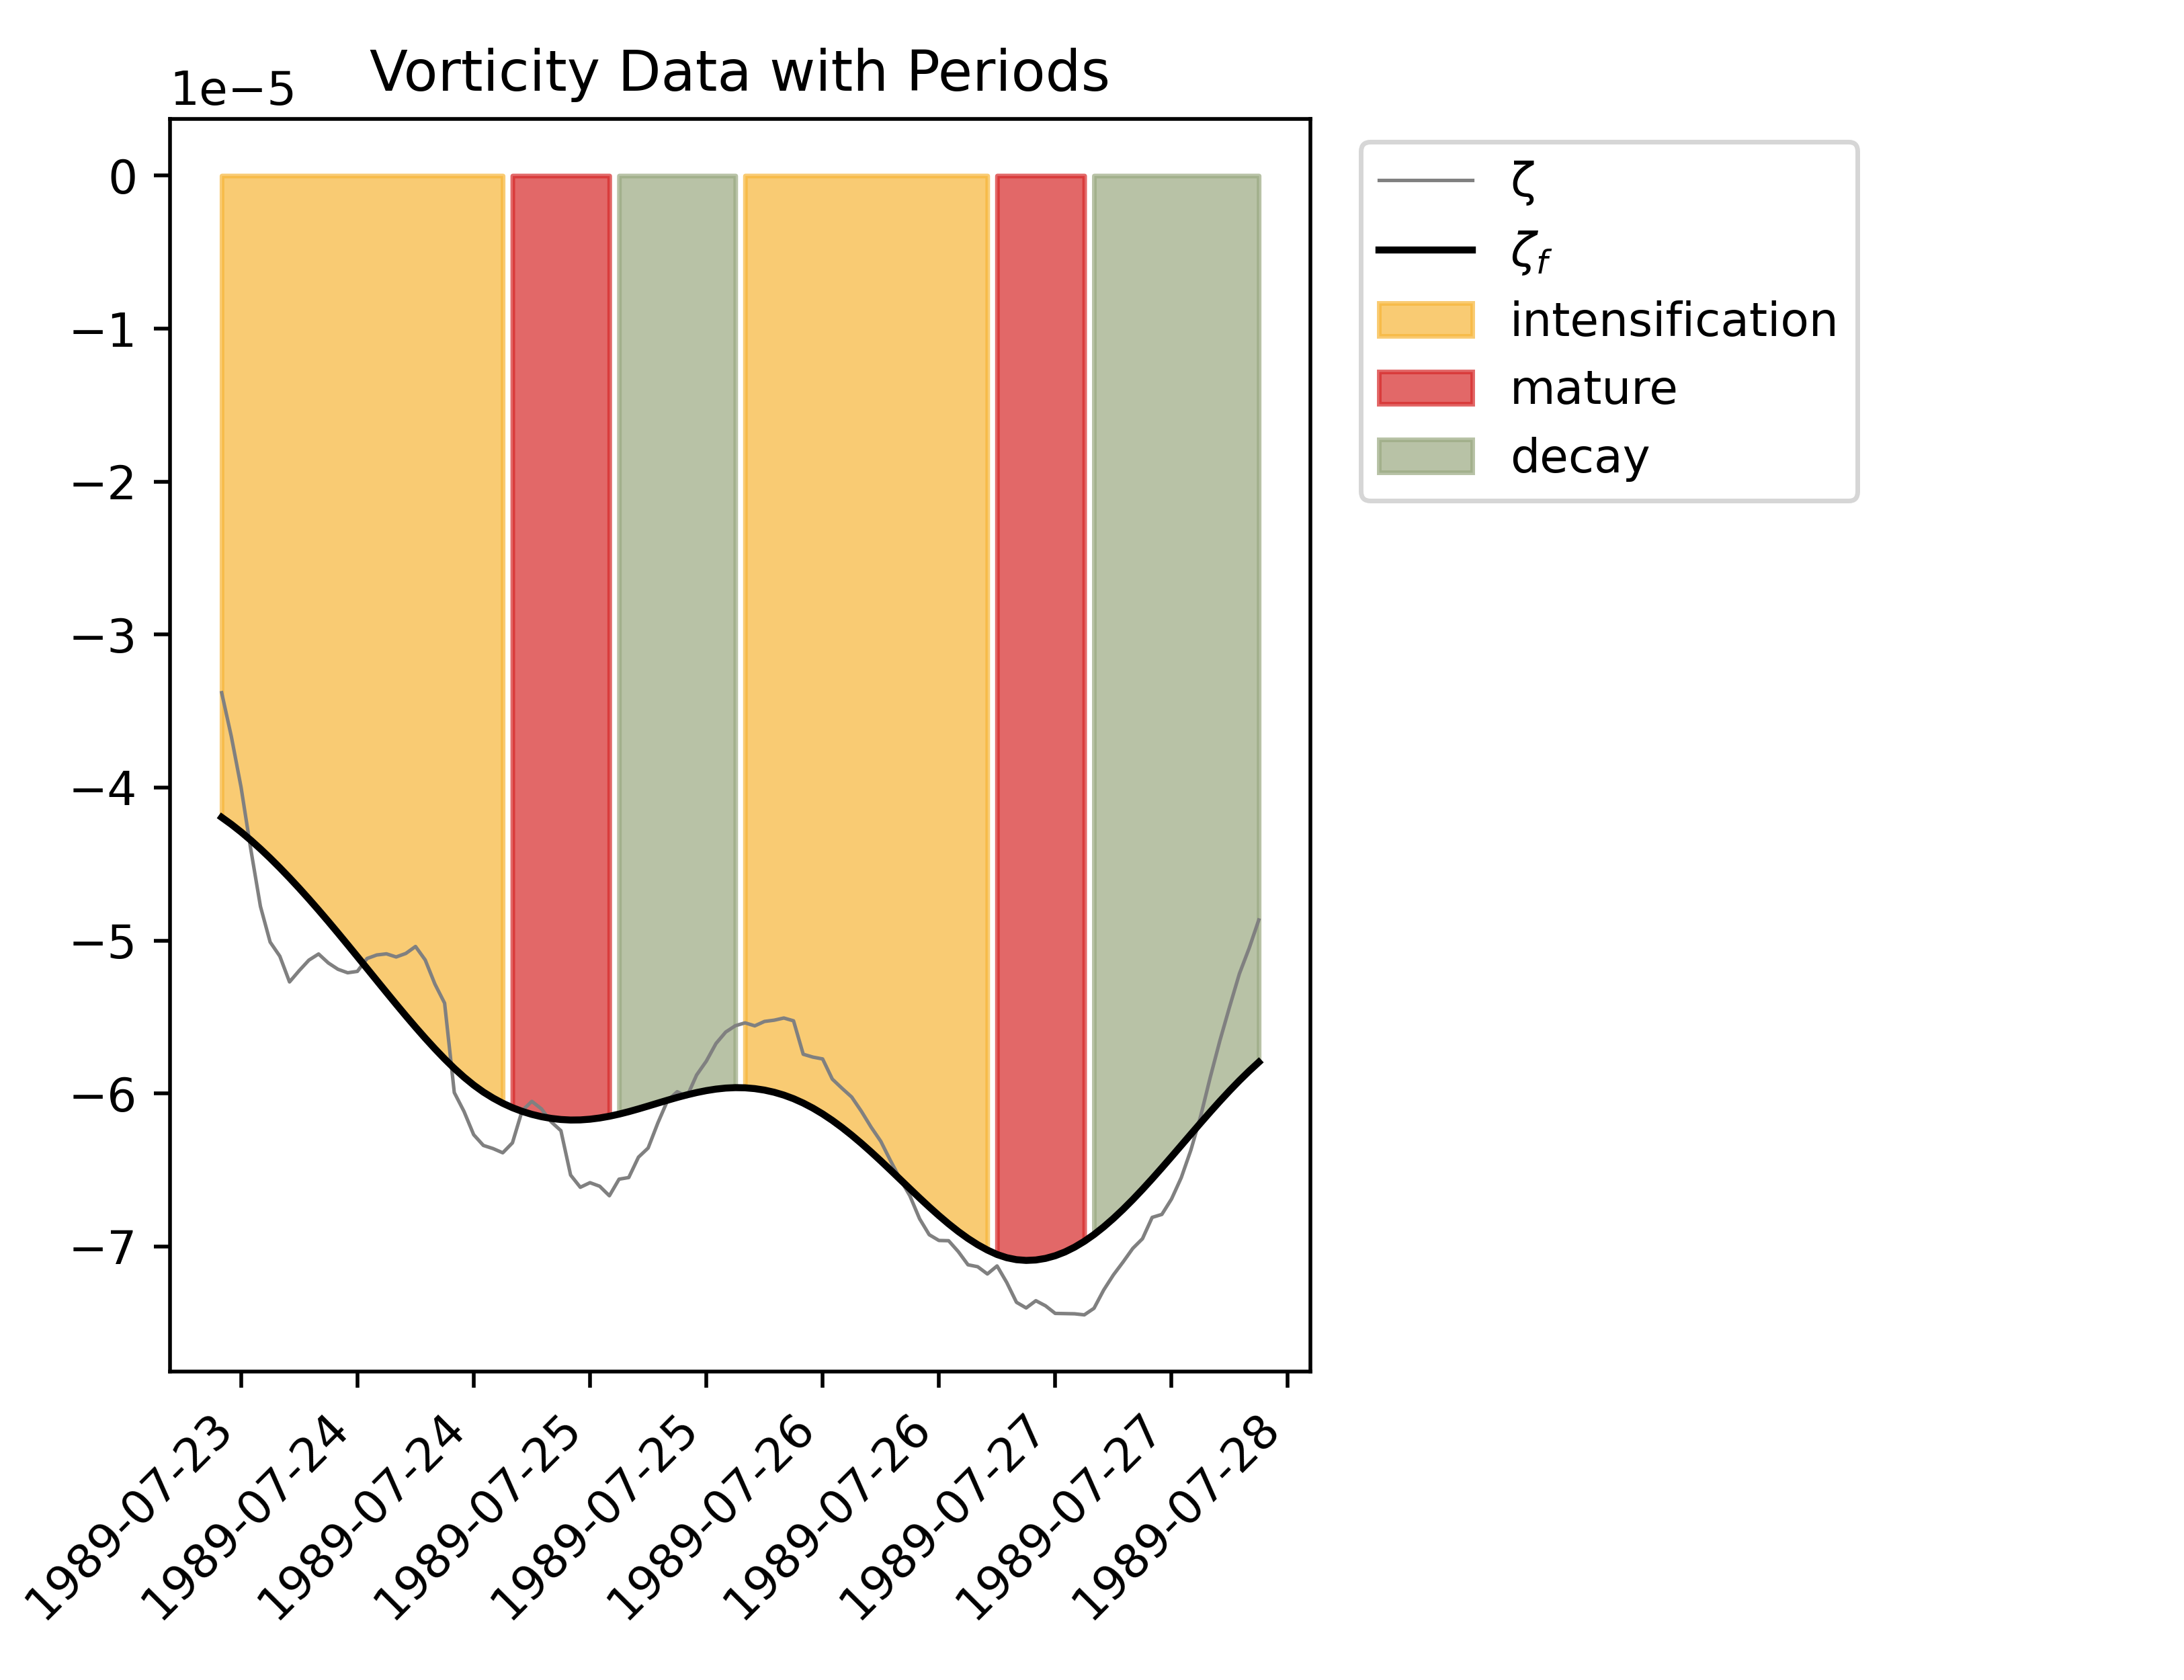 Vorticity Data with Periods
1e−5
0
−1
−2
−3
−4
−5
−6
−7
1989-07-23
1989-07-24
1989-07-24
1989-07-25
1989-07-25
1989-07-26
1989-07-26
1989-07-27
1989-07-27
1989-07-28
ζ
ζf
intensification
mature
decay